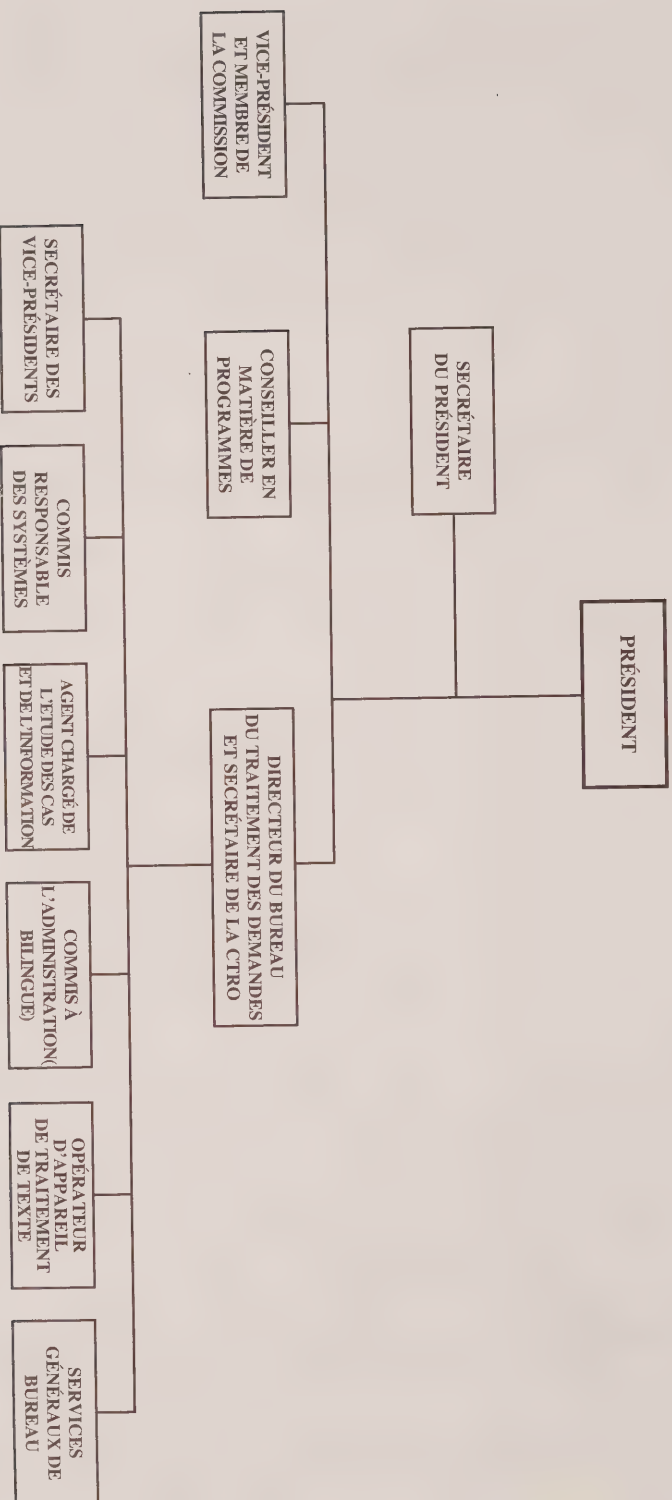 PRÉSIDENT
SECRÉTAIRE
DU PRÉSIDENT
VICE-PRÉSIDENT
ET MEMBRE DE
LA COMMISSION
CONSEILLER EN
MATIÈRE DE
PROGRAMMES
DIRECTEUR DU BUREAU
DU TRAITEMENT DES DEMANDES
ET SECRÉTAIRE DE LA CTRO
SECRÉTAIRE DES
VICE-PRÉSIDENTS
COMMIS
RESPONSABLE
DES SYSTÈMES
AGENT CHARGÉ DE
L'ETUDE DES CAS
ET DE L'INFORMATION
COMMIS À
L'ADMINISTRATION(
BILINGUE)
OPÉRATEUR
D'APPAREIL
DE TRAITEMENT
DE TEXTE
SERVICES
GÉNÉRAUX DE
BUREAU